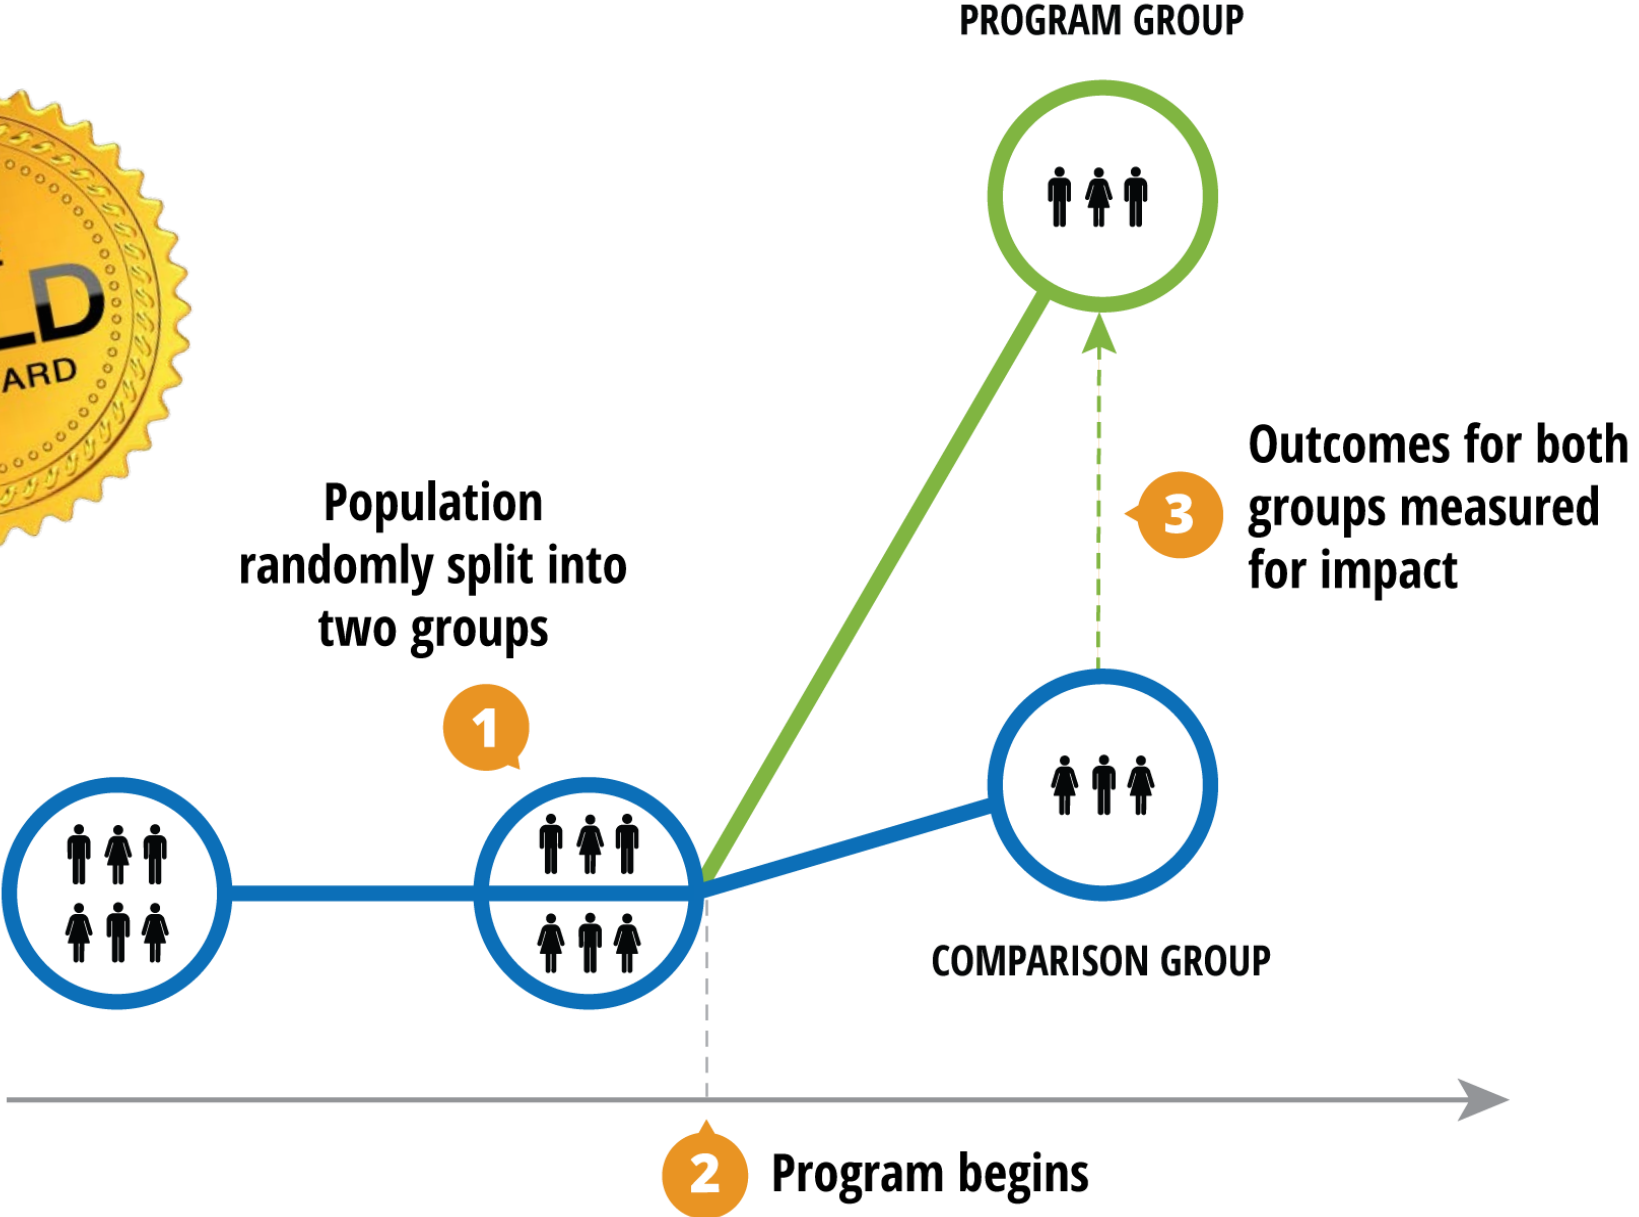 PROGRAM GROUP
LD
ARD
Population
randomly split into
two groups
1
3
Outcomes for both
groups measured
for impact
COMPARISON GROUP
2
Program begins